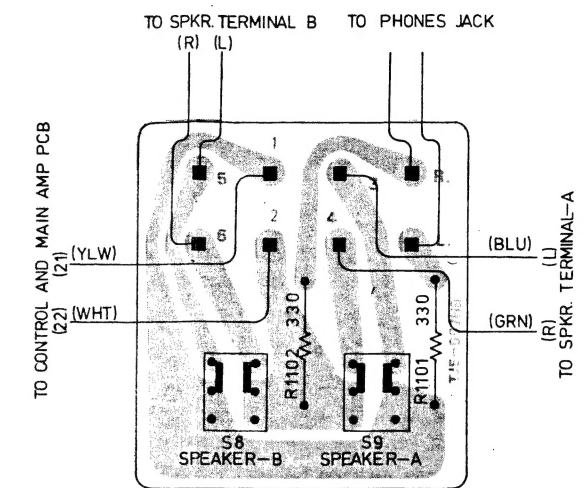 TO SPKR. TERMINAL B
TO PHONES JACK
(R) (L)
TO CONTROL AND MAIN AMP PCB
(21)
(YLW)
(22)
(WHT)
1
5
3
R
6
2
4
L
(BLU)
(L)
(GRN)
(R)
TO SPKR. TERMINAL-A
330
R1102
330
R1101
S8
SPEAKER-B
S9
SPEAKER-A